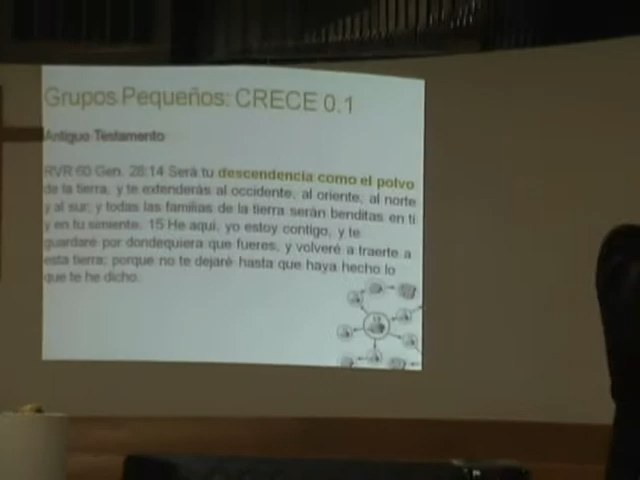 Grupos Pequeños: CRECE 0.1
Antiguo Testamento
RVR 60 Gen. 28:14 Será tu descendencia como el polvo
de la tierra, y te extenderás al occidente, al oriente, al norte
y al sur; y todas las familias de la tierra serán benditas en ti
y en tu simiente. 15 He aquí, yo estoy contigo, y te
guardaré por dondequiera que fueres, y volveré a traerte a
esta tierra; porque no te dejaré hasta que haya hecho lo
que te he dicho.